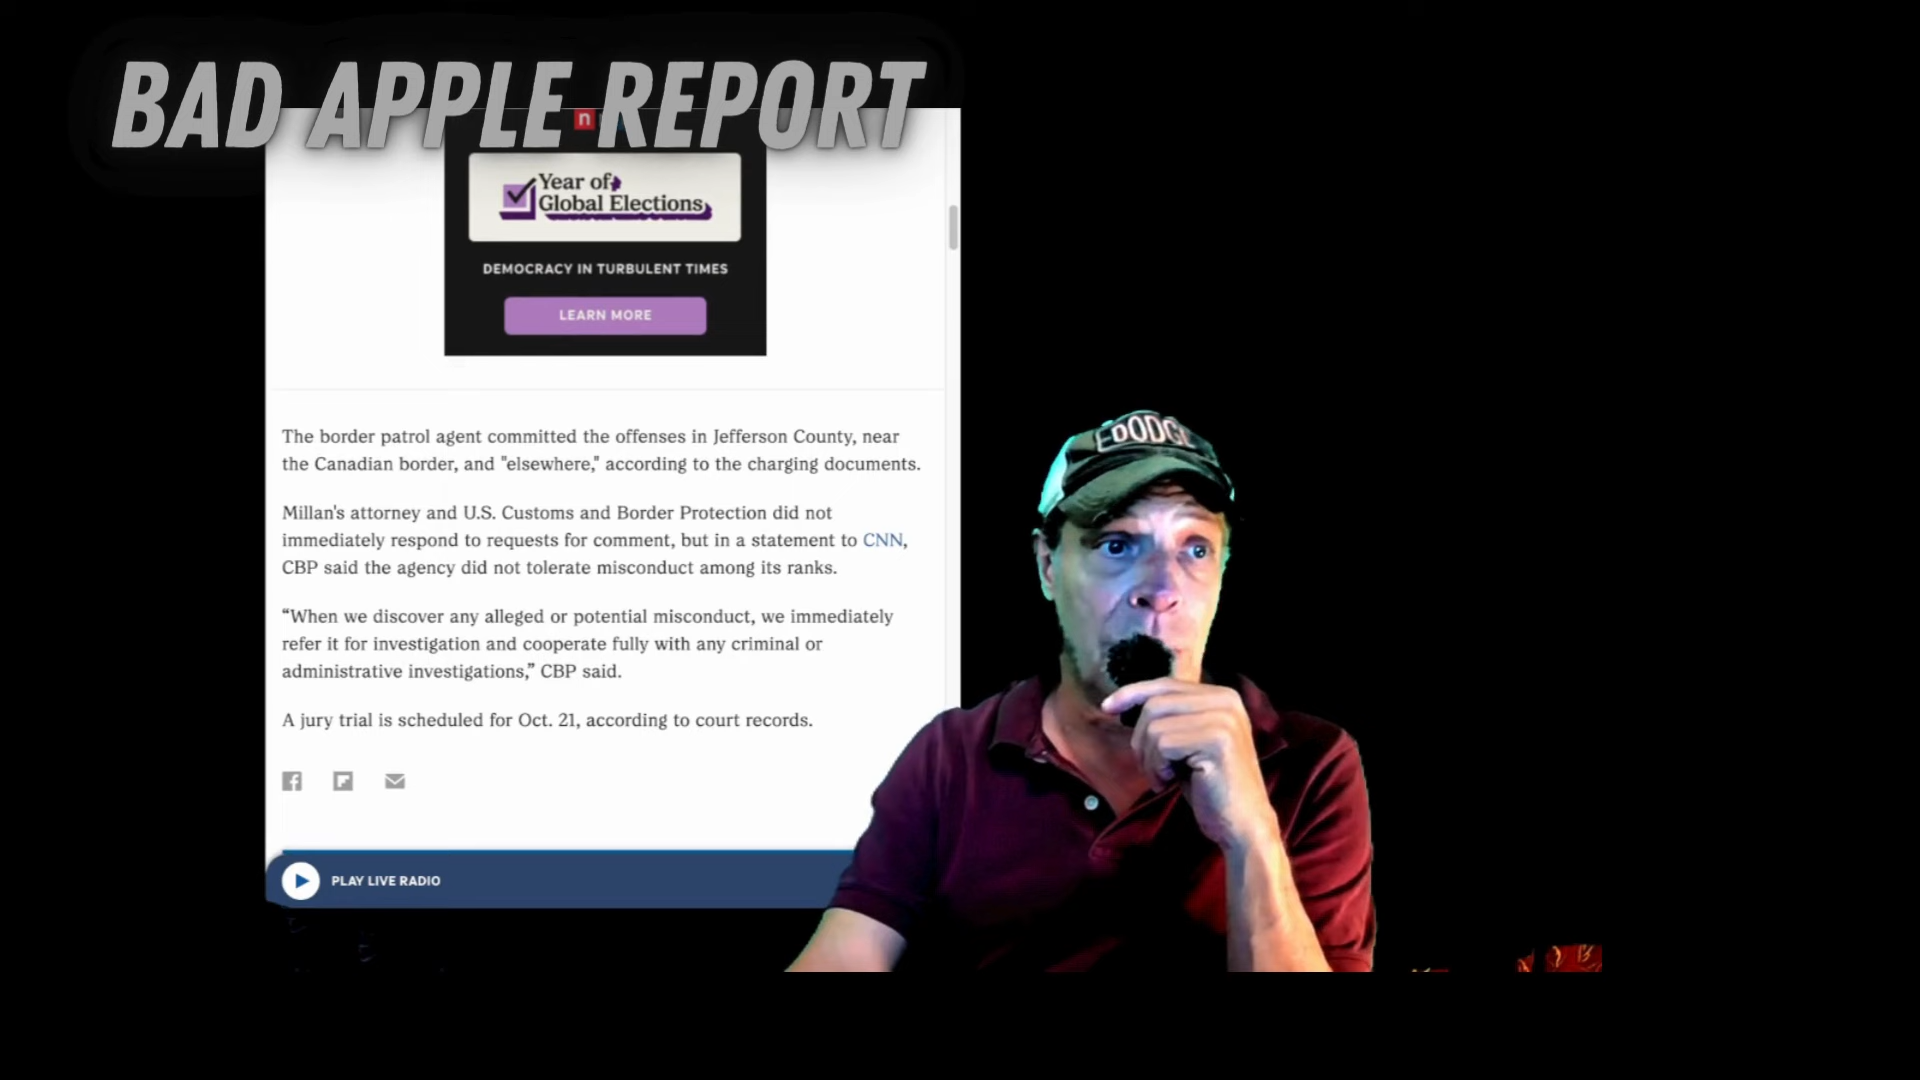 BAD APPLE REPORT
n
Year of
Global Elections
DEMOCRACY IN TURBULENT TIMES
LEARN MORE
The border patrol agent committed the offenses in Jefferson County, near
the Canadian border, and "elsewhere," according to the charging documents.
Millan's attorney and U.S. Customs and Border Protection did not
immediately respond to requests for comment, but in a statement to CNN,
CBP said the agency did not tolerate misconduct among its ranks.
“When we discover any alleged or potential misconduct, we immediately
refer it for investigation and cooperate fully with any criminal or
administrative investigations,” CBP said.
A jury trial is scheduled for Oct. 21, according to court records.
PLAY LIVE RADIO